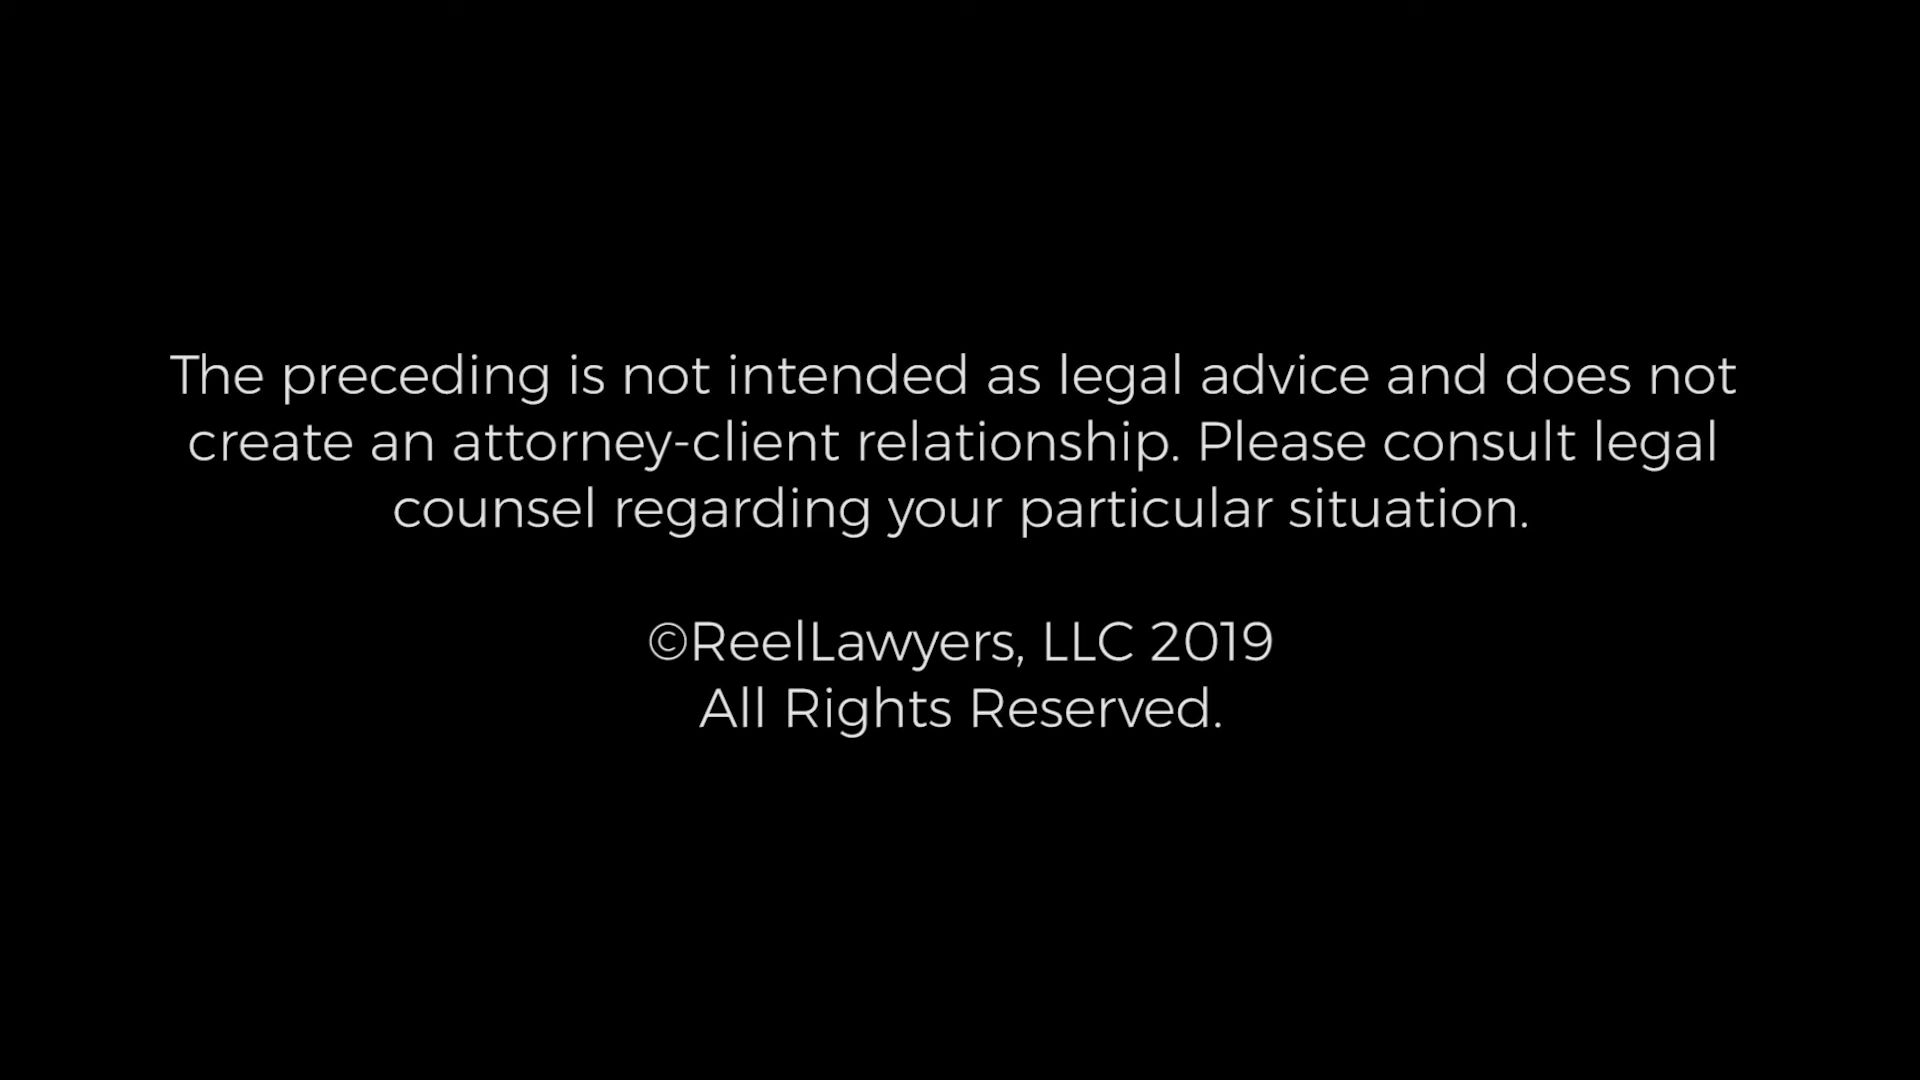 The preceding is not intended as legal advice and does not
create an attorney-client relationship. Please consult legal
counsel regarding your particular situation.
©ReelLawyers, LLC 2019
All Rights Reserved.